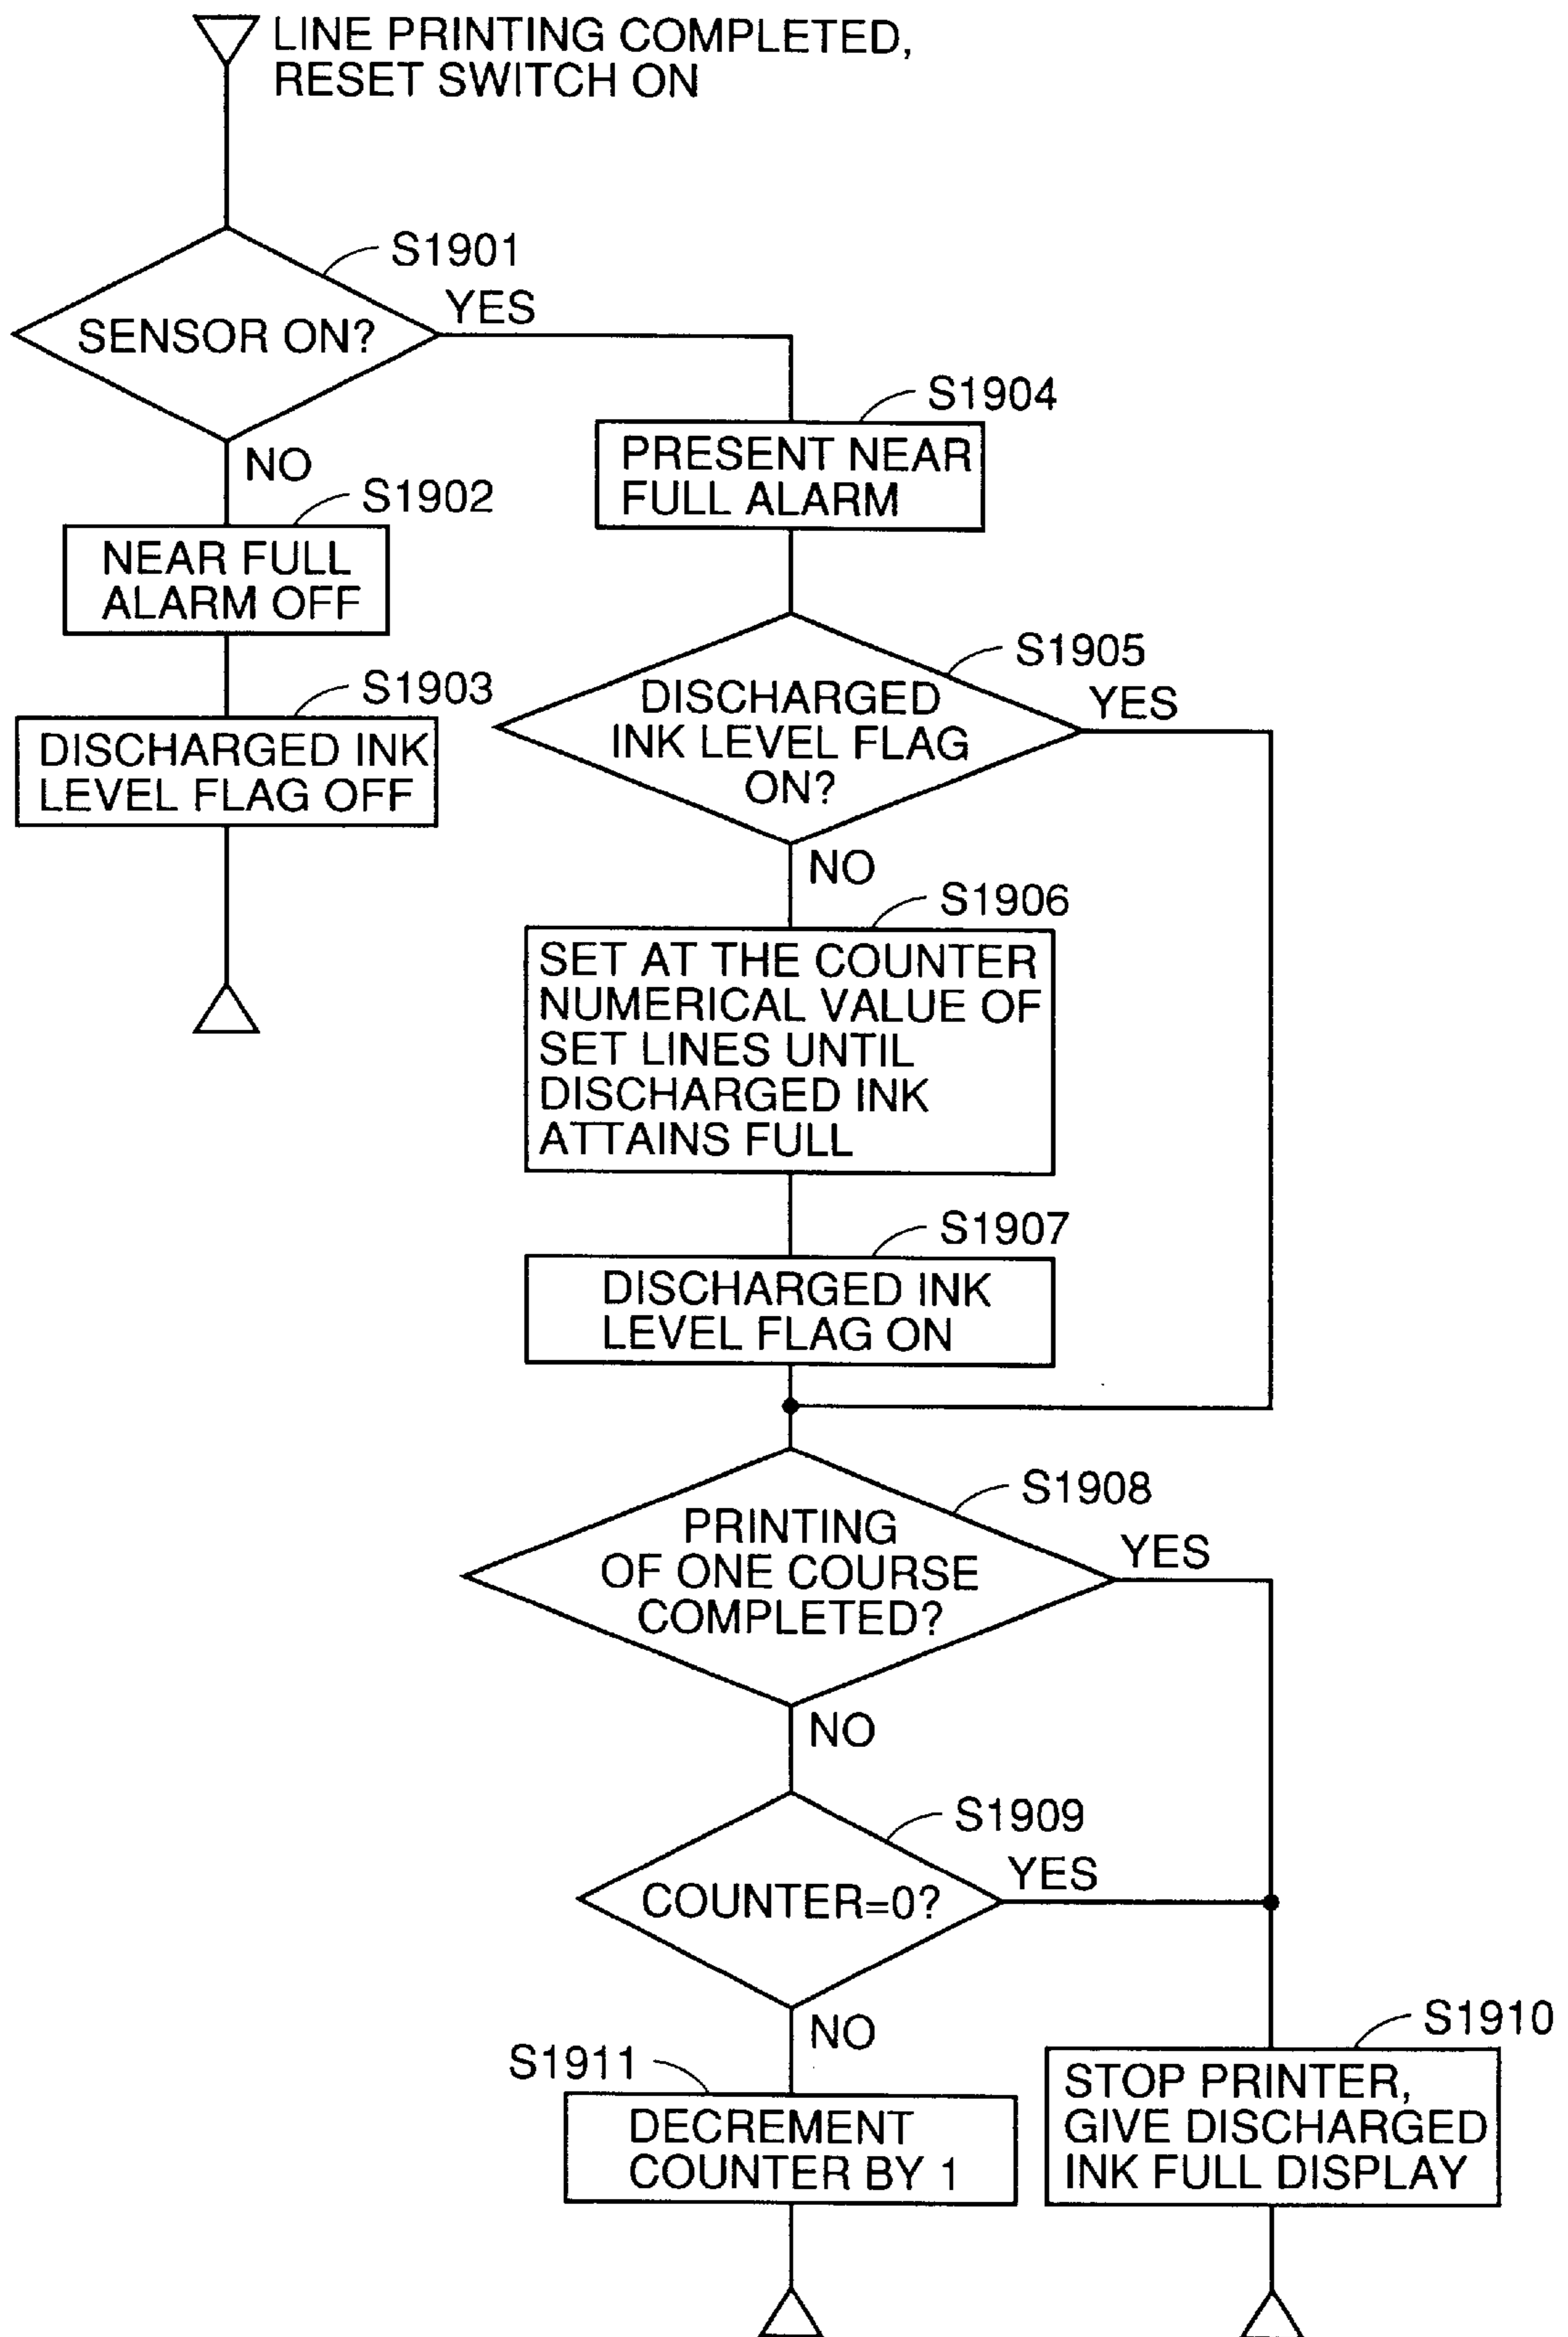 LINE PRINTING COMPLETED,
RESET SWITCH ON
S1901
SENSOR ON?
YES
NO
S1902
NEAR FULL
ALARM OFF
S1903
DISCHARGED INK
LEVEL FLAG OFF
S1904
PRESENT NEAR
FULL ALARM
S1905
DISCHARGED
INK LEVEL FLAG
ON?
YES
NO
S1906
SET AT THE COUNTER
NUMERICAL VALUE OF
SET LINES UNTIL
DISCHARGED INK
ATTAINS FULL
S1907
DISCHARGED INK
LEVEL FLAG ON
S1908
PRINTING
OF ONE COURSE
COMPLETED?
YES
NO
S1909
COUNTER=0?
YES
NO
S1911
DECREMENT
COUNTER BY 1
S1910
STOP PRINTER,
GIVE DISCHARGED
INK FULL DISPLAY